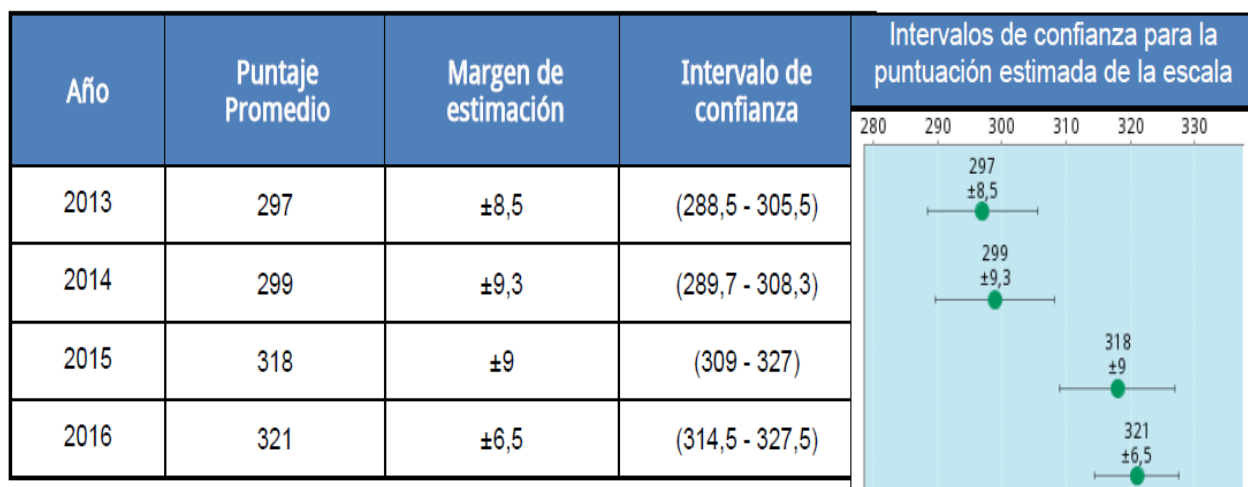 Año
Puntaje
Promedio
Margen de
estimación
Intervalo de
confianza
Intervalos de confianza para la
puntuación estimada de la escala
280 290 300 310 320 330
2013 297 ±8,5 (288,5 - 305,5)
297
±8,5
2014 299 ±9,3 (289,7 - 308,3)
299
±9,3
2015 318 ±9 (309 - 327)
318
±9
2016 321 ±6,5 (314,5 - 327,5)
321
±6,5